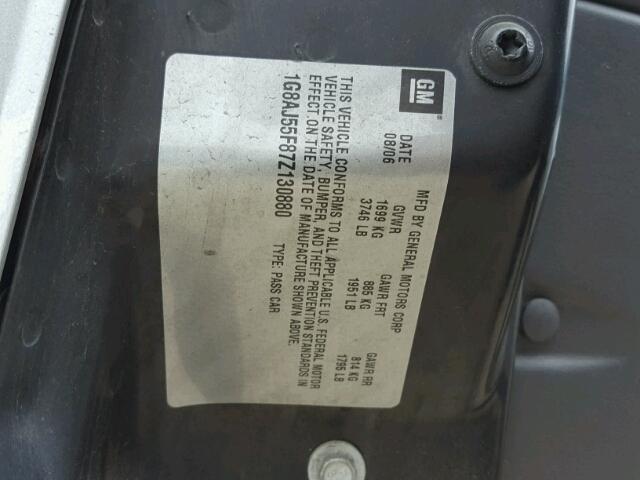 GM
MFD BY GENERAL MOTORS CORP
DATE GVWR GAWR FRT GAWR RR
08/06 1699 KG 885 KG 814 KG
3746 LB 1951 LB 1795 LB
THIS VEHICLE CONFORMS TO ALL APPLICABLE U.S. FEDERAL MOTOR
VEHICLE SAFETY, BUMPER, AND THEFT PREVENTION STANDARDS IN
EFFECT ON THE DATE OF MANUFACTURE SHOWN ABOVE.
1G8AJ55F87Z130880 TYPE: PASS CAR